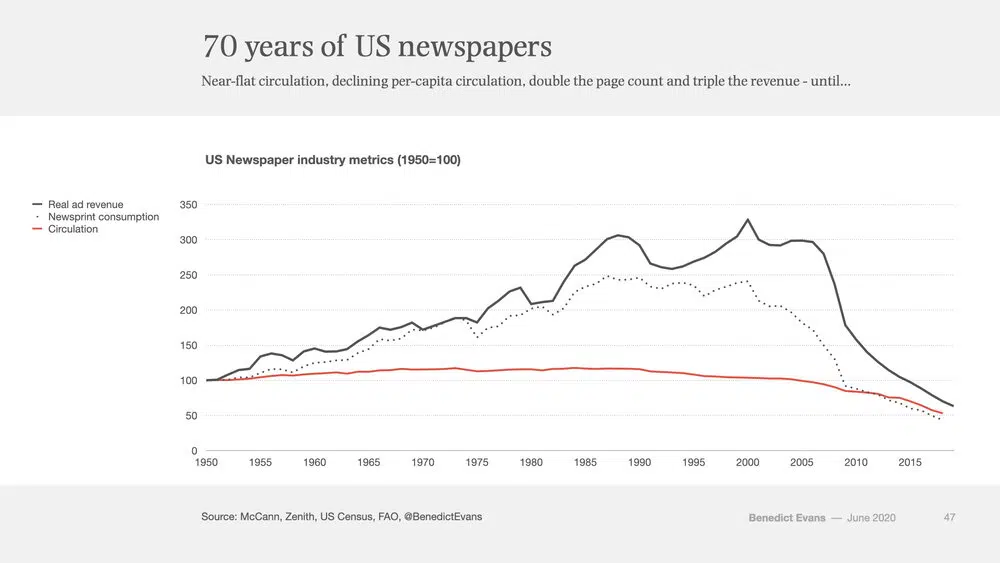 70 years of US newspapers
Near-flat circulation, declining per-capita circulation, double the page count and triple the revenue - until...
US Newspaper industry metrics (1950=100)
Real ad revenue
Newsprint consumption
Circulation
350
300
250
200
150
100
50
0
1950 1955 1960 1965 1970 1975 1980 1985 1990 1995 2000 2005 2010 2015
Source: McCann, Zenith, US Census, FAO, @BenedictEvans
Benedict Evans — June 2020 47